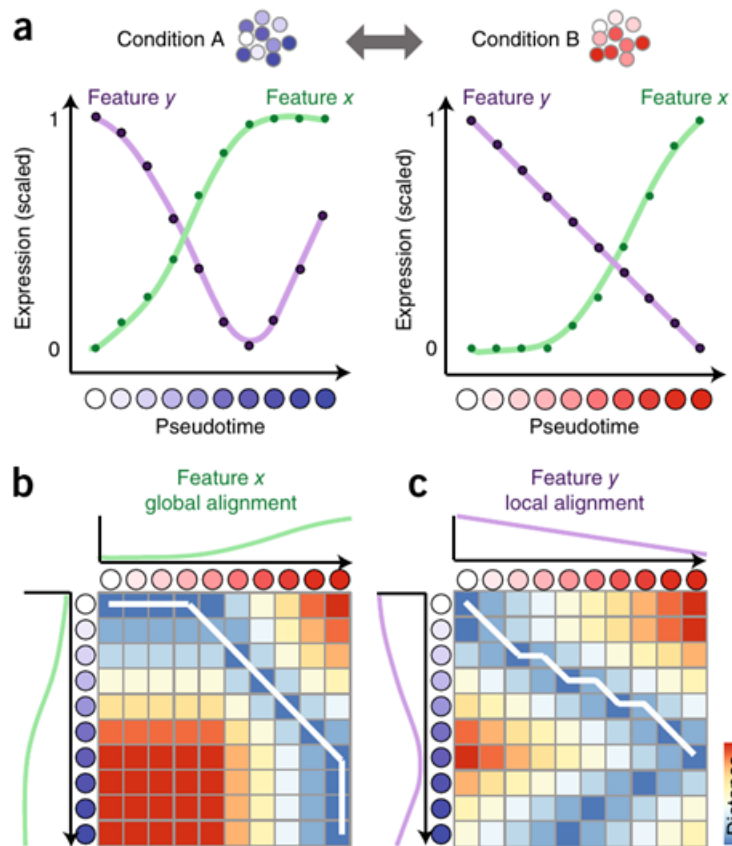 a
Condition A
Condition B
Feature y
Feature x
Feature y
Feature x
1
1
Expression (scaled)
Expression (scaled)
0
0
Pseudotime
Pseudotime
b
Feature x
global alignment
c
Feature y
local alignment
Distance